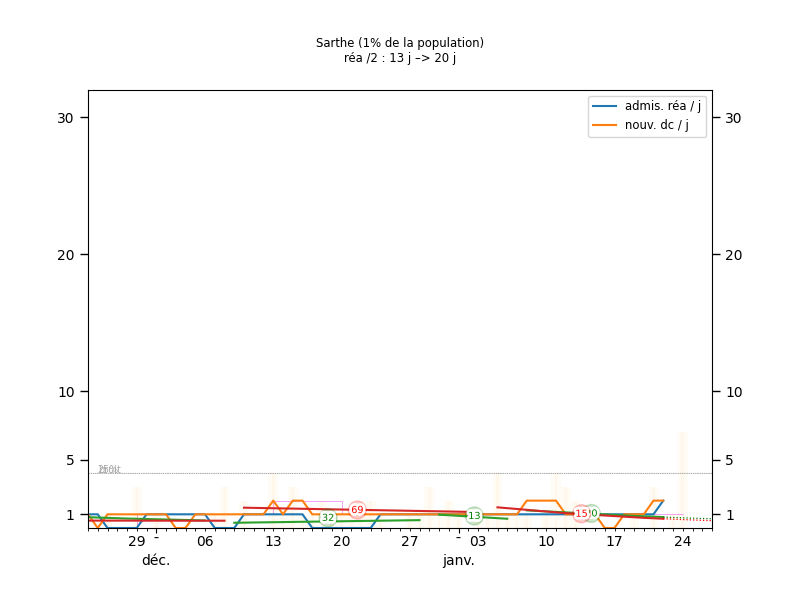 Sarthe (1% de la population)
réa /2 : 13 j –> 20 j
admis. réa / j
nouv. dc / j
30 30
20 20
10 10
5 5
1 1
69
32
13
15
29 - 06 13 20 27 - 03 10 17 24
déc. janv.